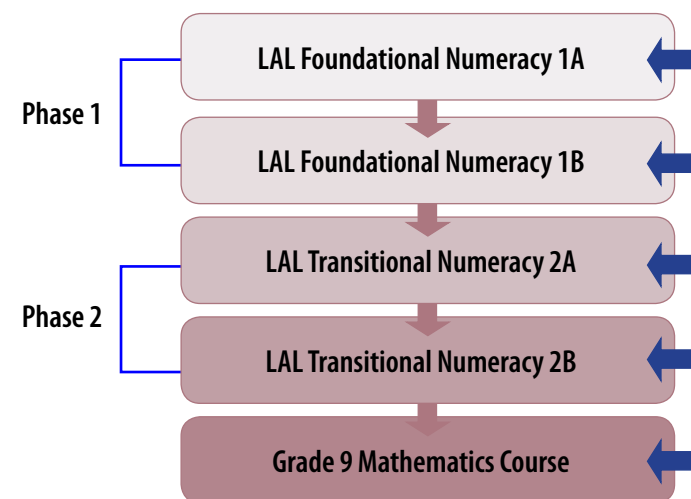 LAL Foundational Numeracy 1A
Phase 1
LAL Foundational Numeracy 1B
LAL Transitional Numeracy 2A
Phase 2
LAL Transitional Numeracy 2B
Grade 9 Mathematics Course